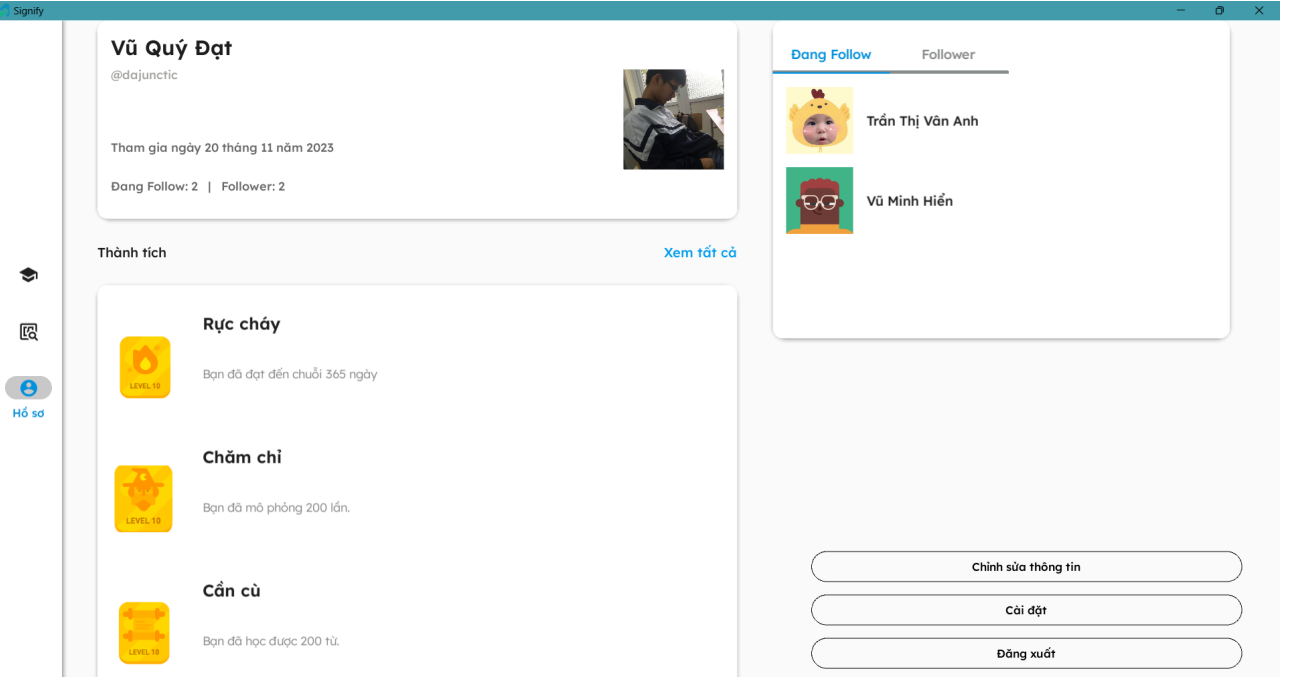 Signify
Vũ Quý Đạt
@dajunctic
Tham gia ngày 20 tháng 11 năm 2023
Đang Follow: 2 | Follower: 2
Thành tích
Xem tất cả
Rực cháy
LEVEL 10
Bạn đã đạt đến chuỗi 365 ngày
Chăm chỉ
LEVEL 10
Bạn đã mô phỏng 200 lần.
Cần cù
LEVEL 10
Bạn đã học được 200 từ.
Đang Follow
Follower
Trần Thị Vân Anh
Vũ Minh Hiển
Hồ sơ
Chỉnh sửa thông tin
Cài đặt
Đăng xuất